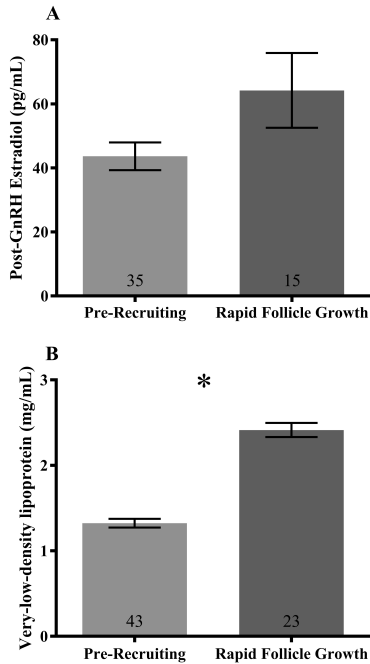 A
Post-GnRH Estradiol (pg/mL)
80
60
40
20
0
35
15
Pre-Recruiting
Rapid Follicle Growth
B
Very-low-density lipoprotein (mg/mL)
*
3
2
1
0
43
23
Pre-Recruiting
Rapid Follicle Growth